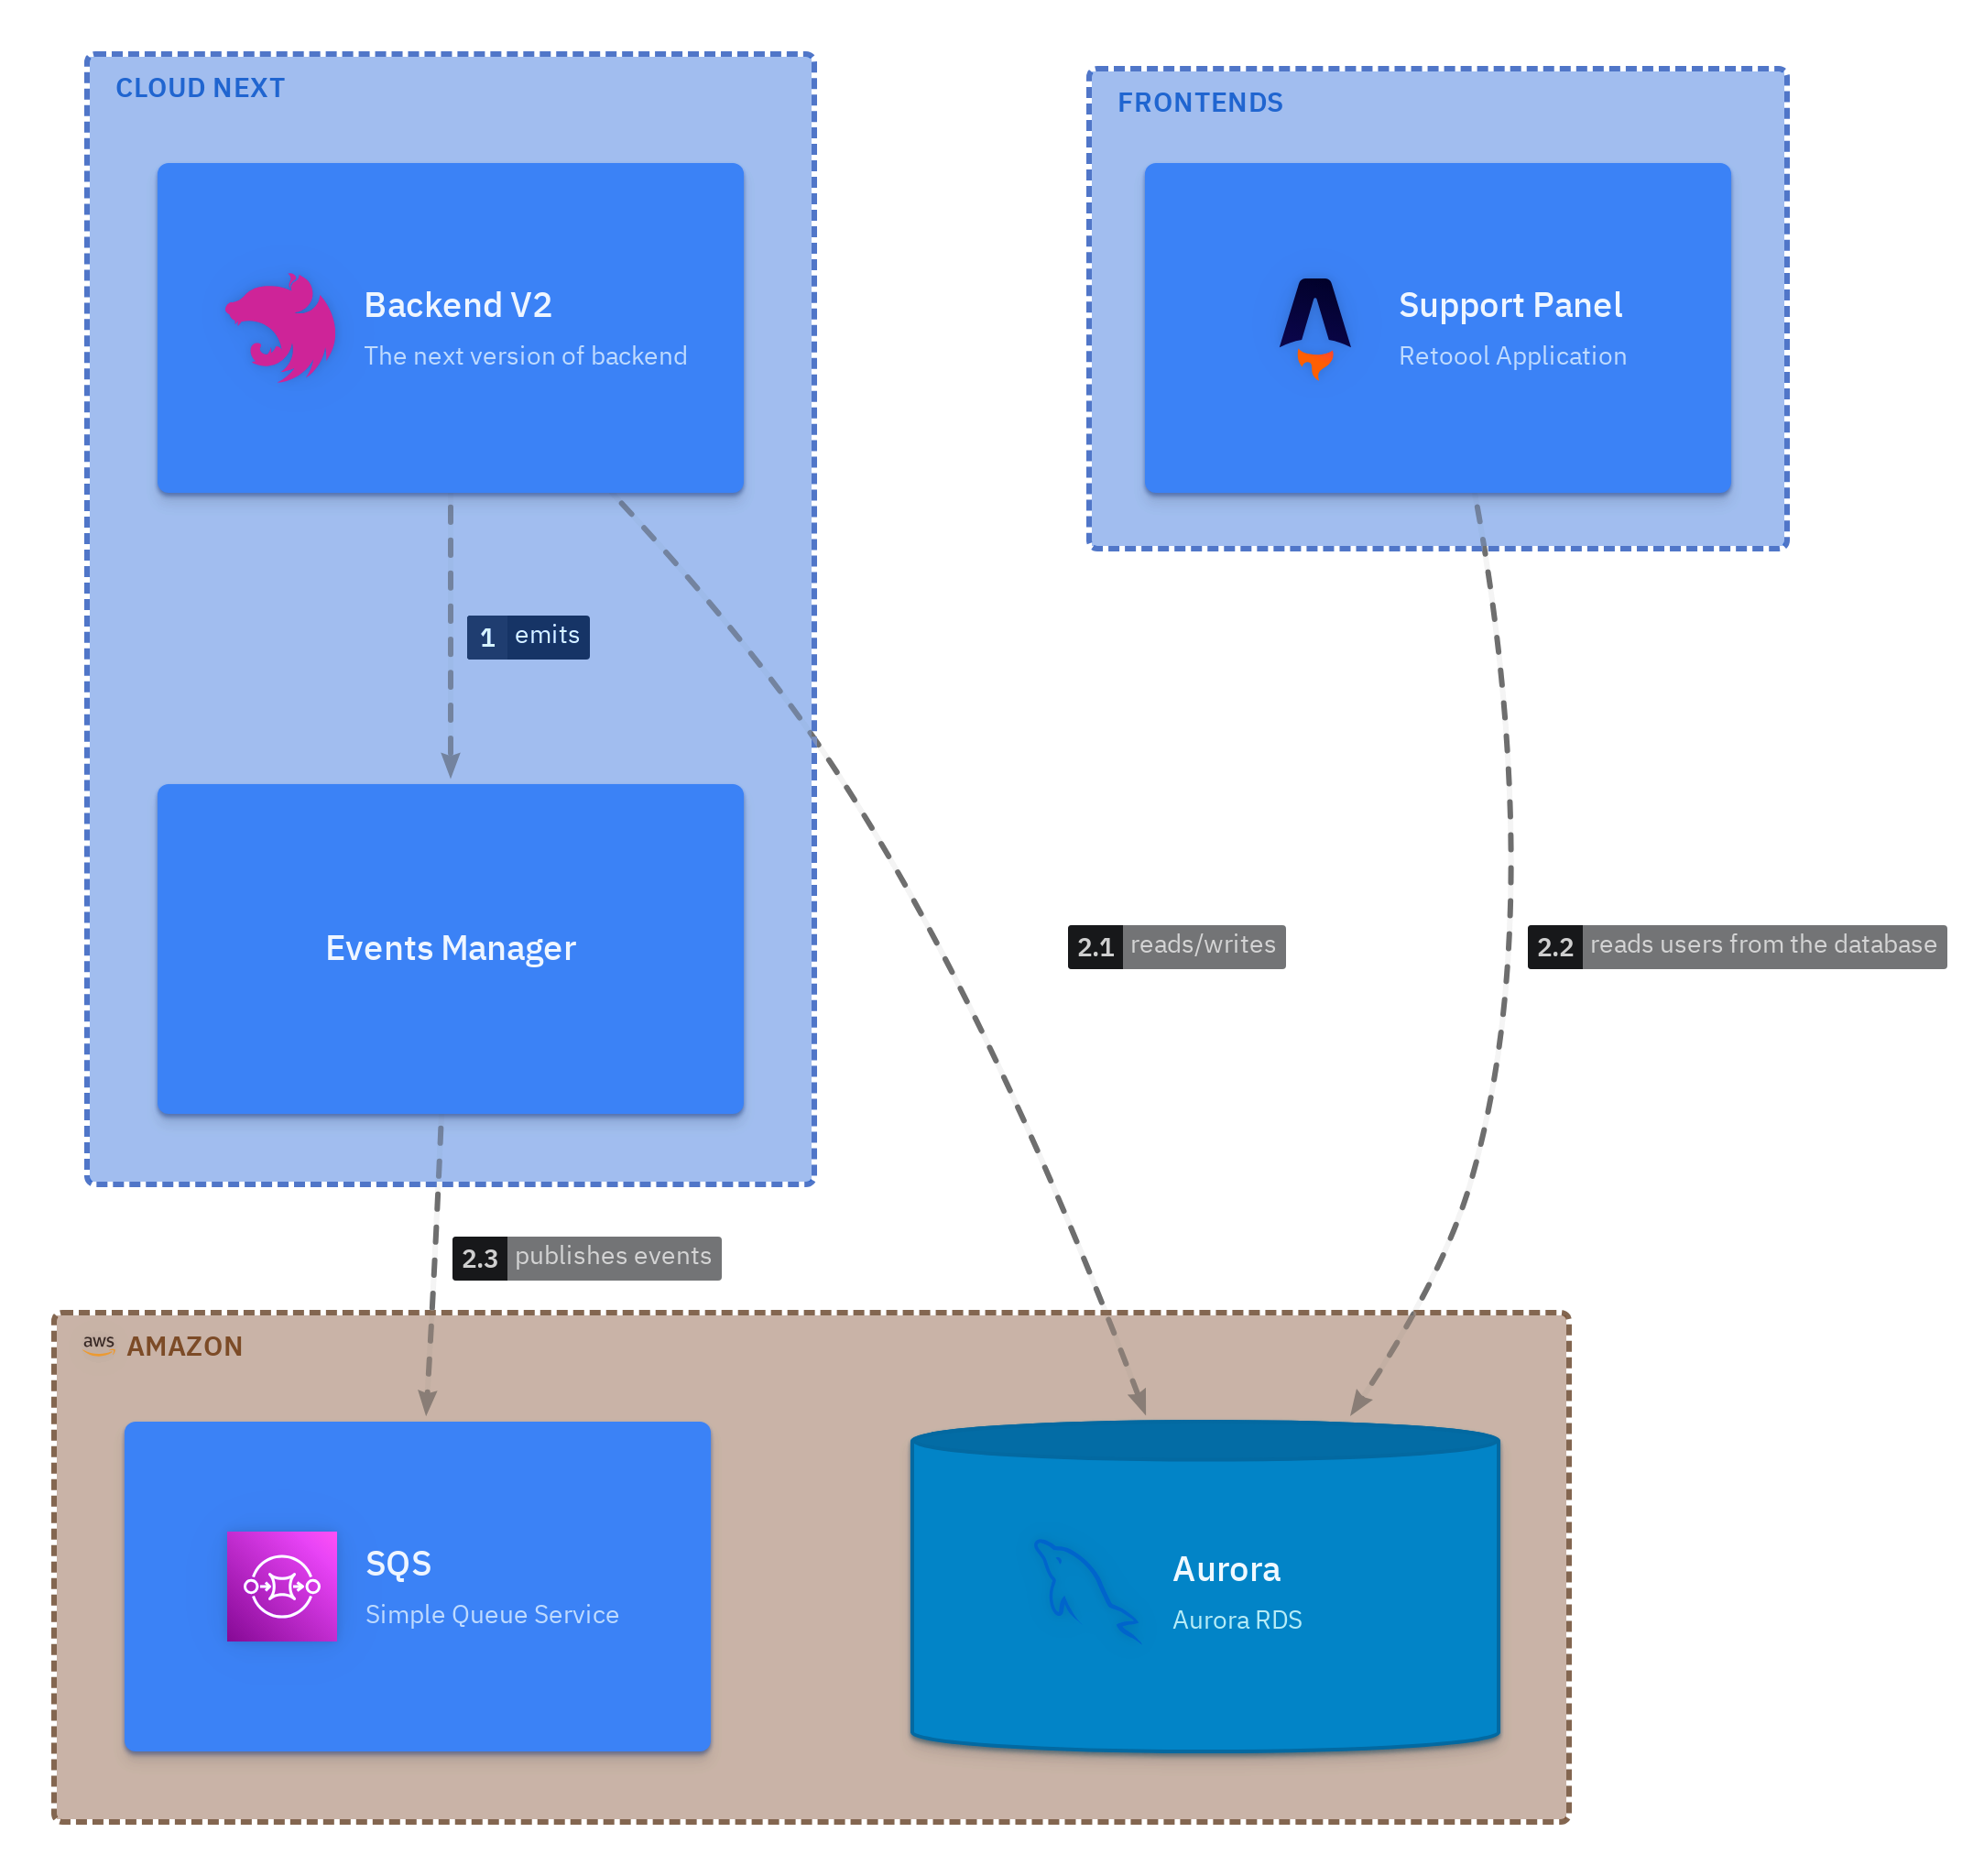 CLOUD NEXT
Backend V2
The next version of backend
FRONTENDS
Support Panel
Retoool Application
1 emits
Events Manager
2.1 reads/writes
2.2 reads users from the database
2.3 publishes events
aws AMAZON
SQS
Simple Queue Service
Aurora
Aurora RDS